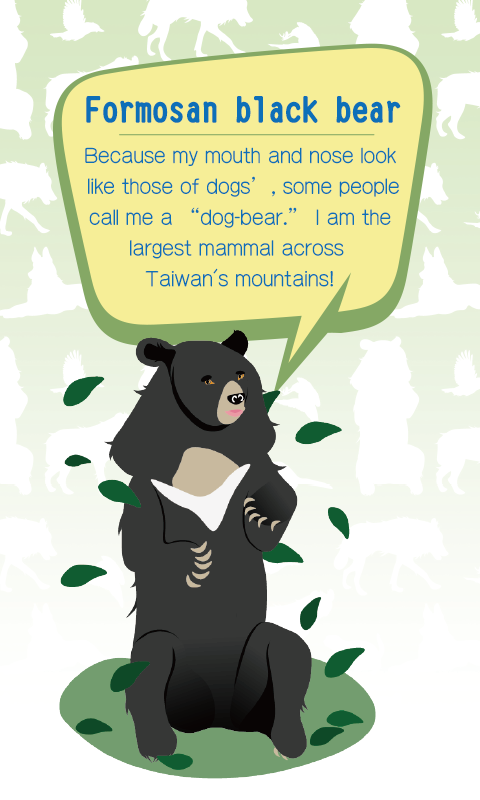 Formosan black bear
Because my mouth and nose look
like those of dogs’, some people
call me a “dog-bear.” I am the
largest mammal across
Taiwan's mountains!